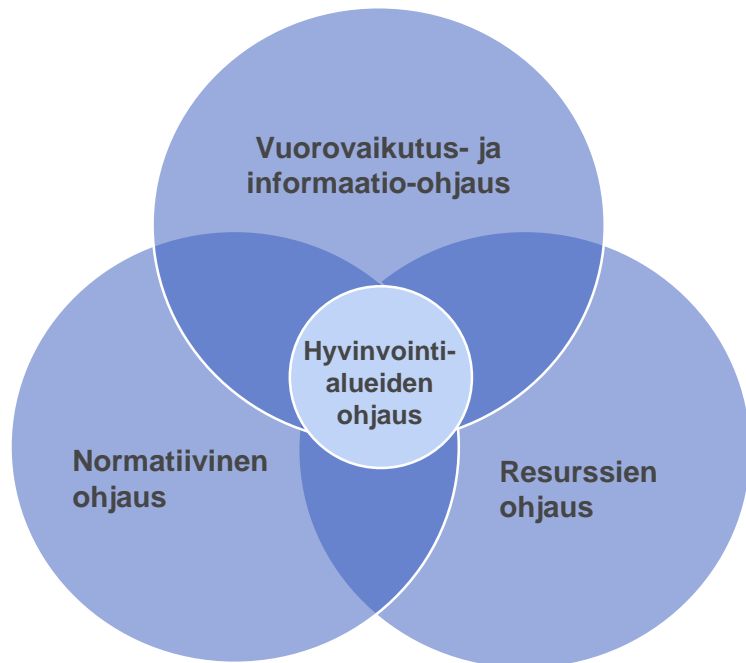 Vuorovaikutus- ja
informaatio-ohjaus
Hyvinvointi-
alueiden
ohjaus
Normatiivinen
ohjaus
Resurssien
ohjaus